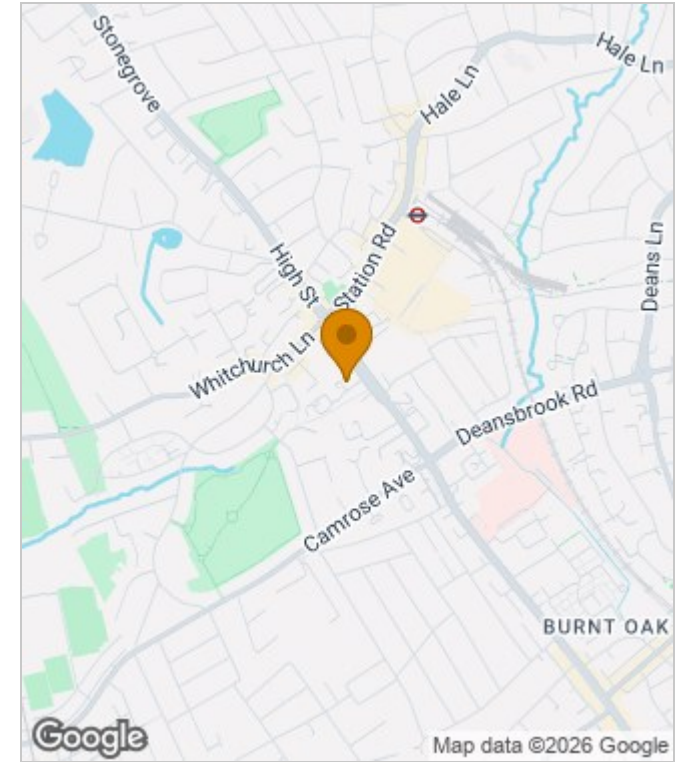 Stonegrove
Hale Ln
Hale Ln
Station Rd
High St
Deans Ln
Whitchurch Ln
Deansbrook Rd
Camrose Ave
BURNT OAK
Google
Map data ©2026 Google